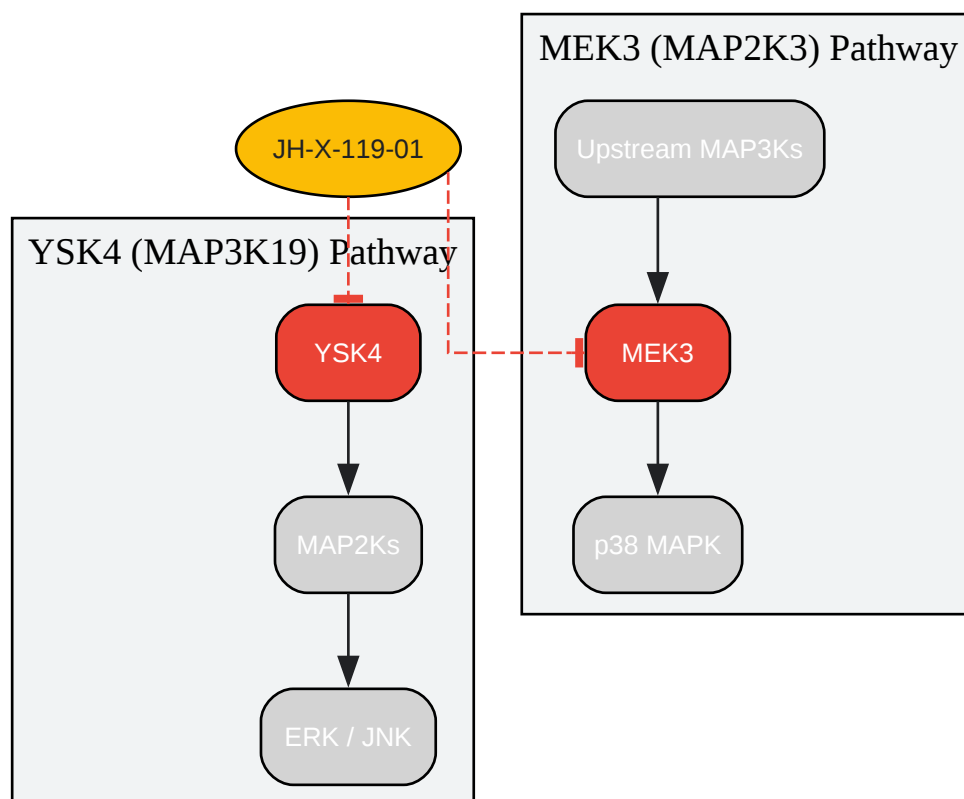 MEK3 (MAP2K3) Pathway
JH-X-119-01
Upstream MAP3Ks
YSK4 (MAP3K19) Pathway
YSK4
MEK3
MAP2Ks
p38 MAPK
ERK / JNK